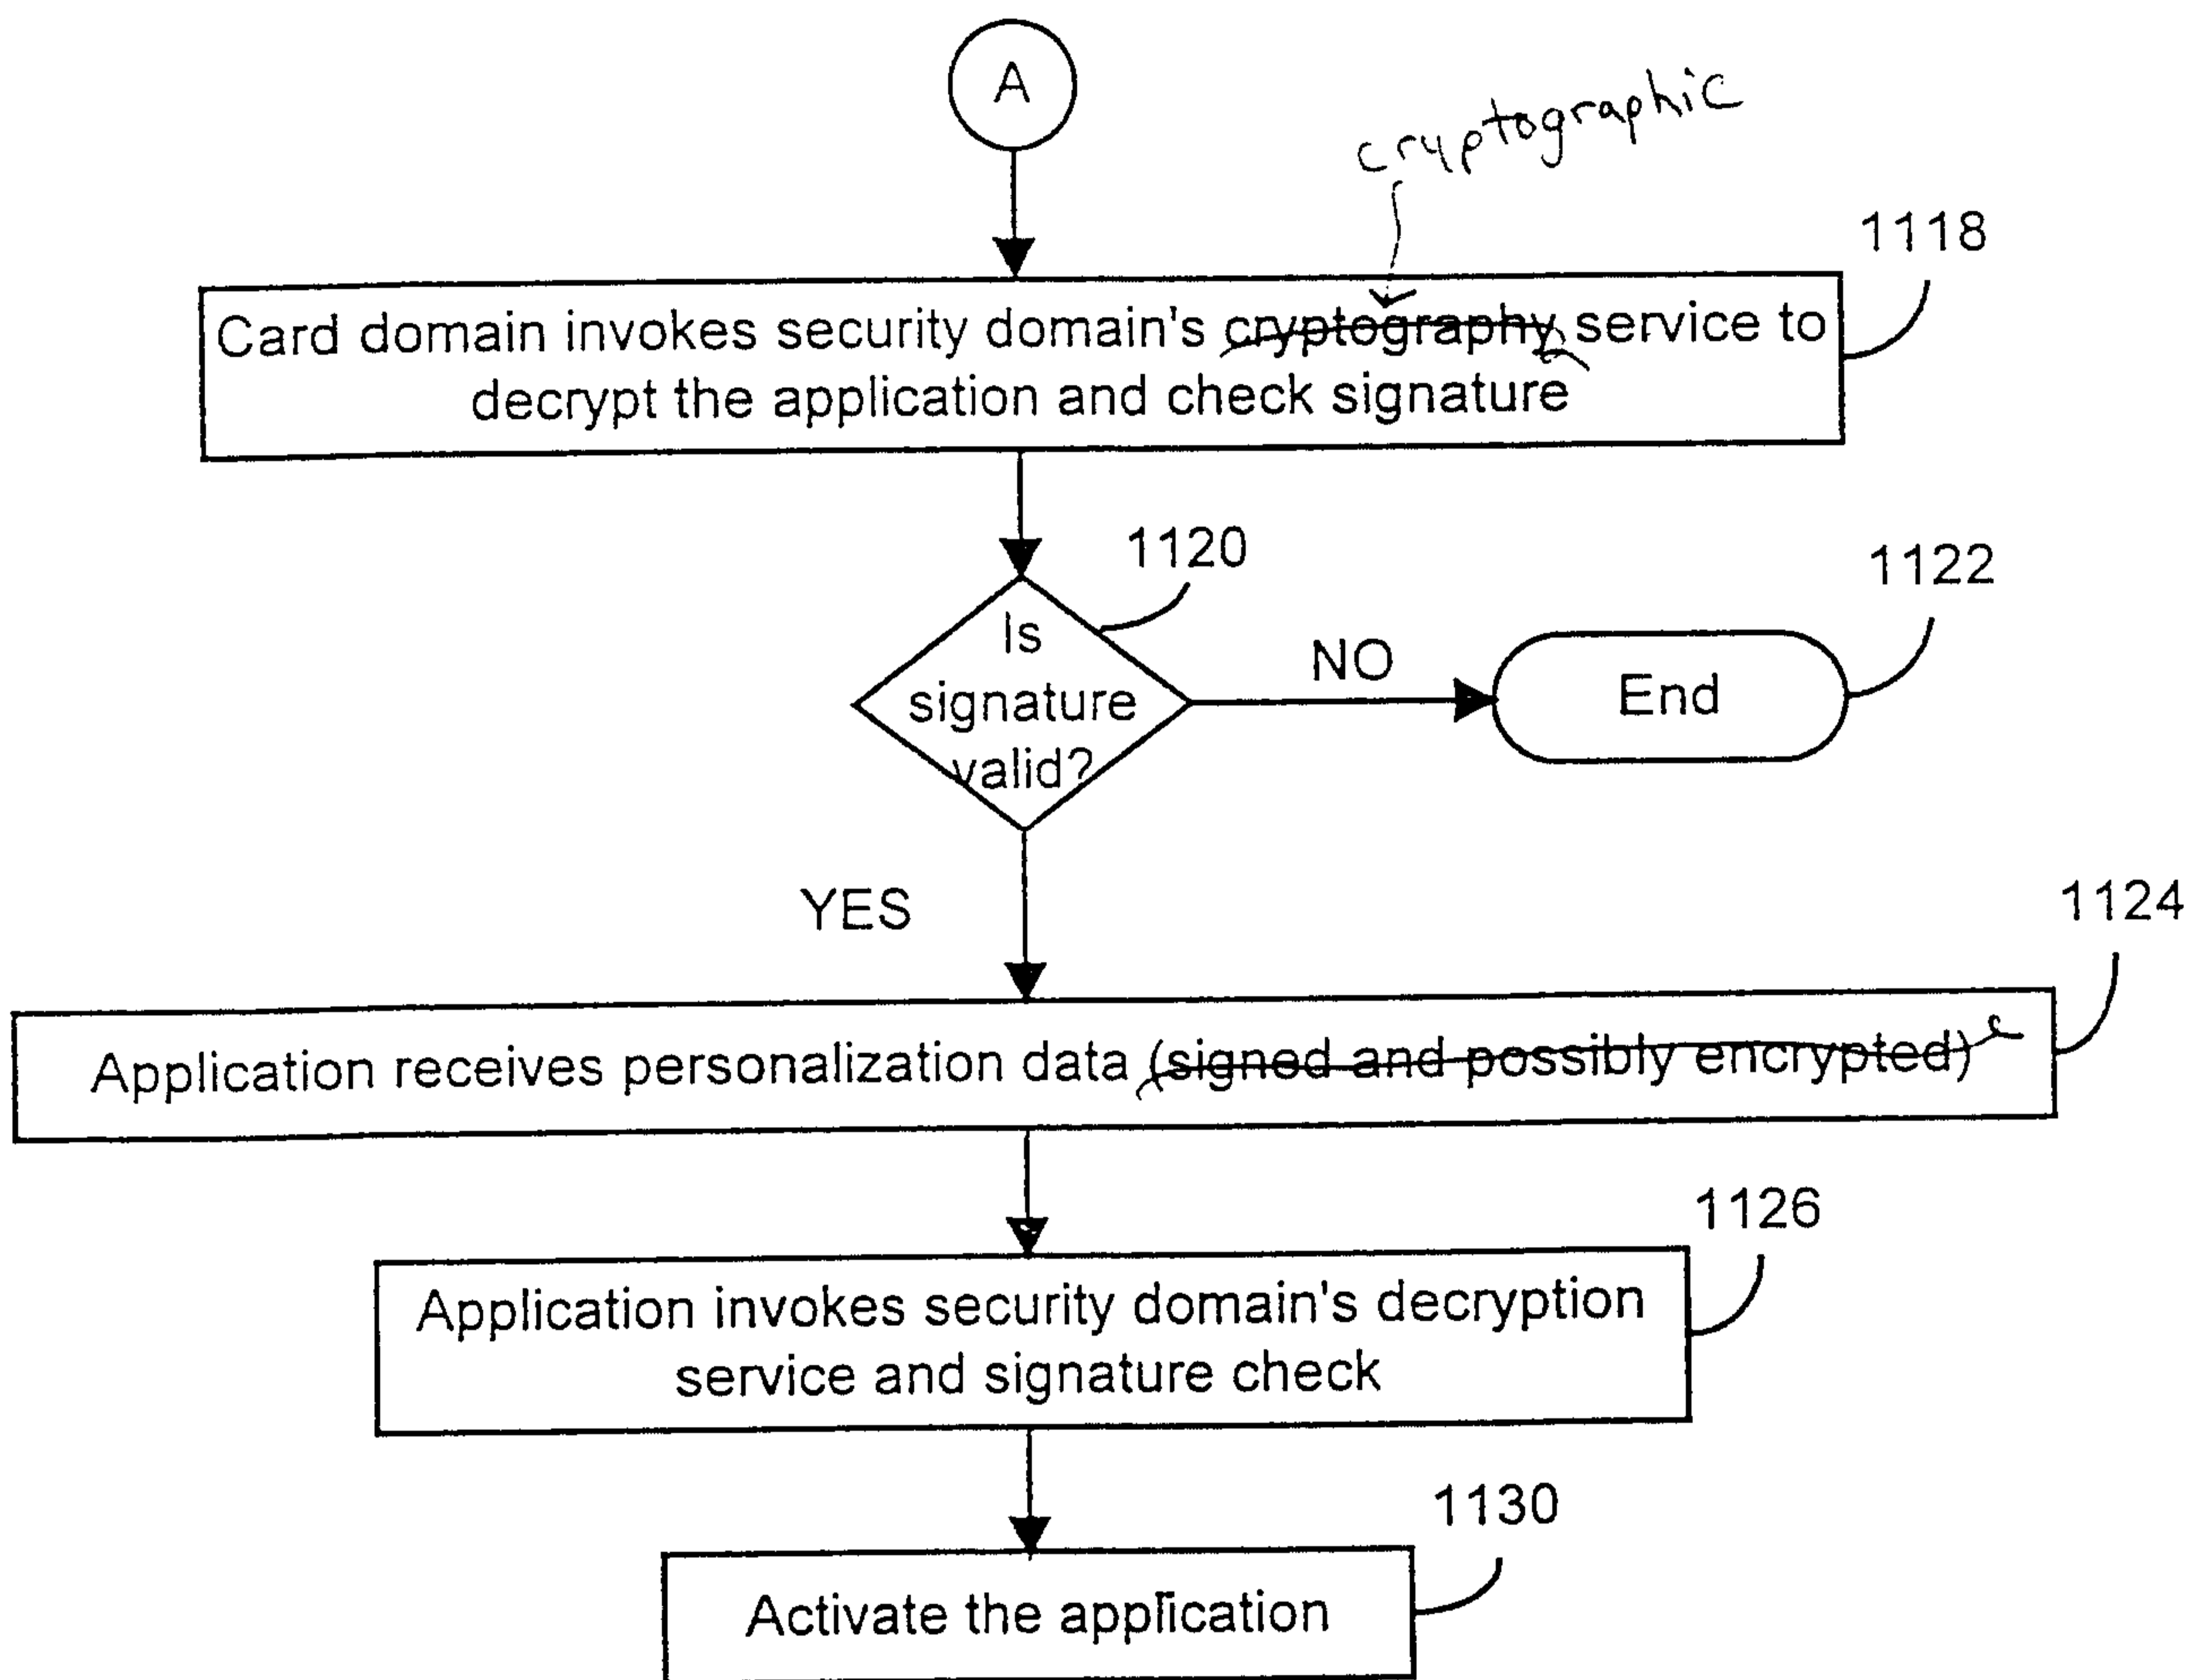 A
cryptographic
1118
Card domain invokes security domain's cryptography service to
decrypt the application and check signature
1120
1122
Is
signature
valid?
NO
End
YES
1124
Application receives personalization data (signed and possibly encrypted)
1126
Application invokes security domain's decryption
service and signature check
1130
Activate the application